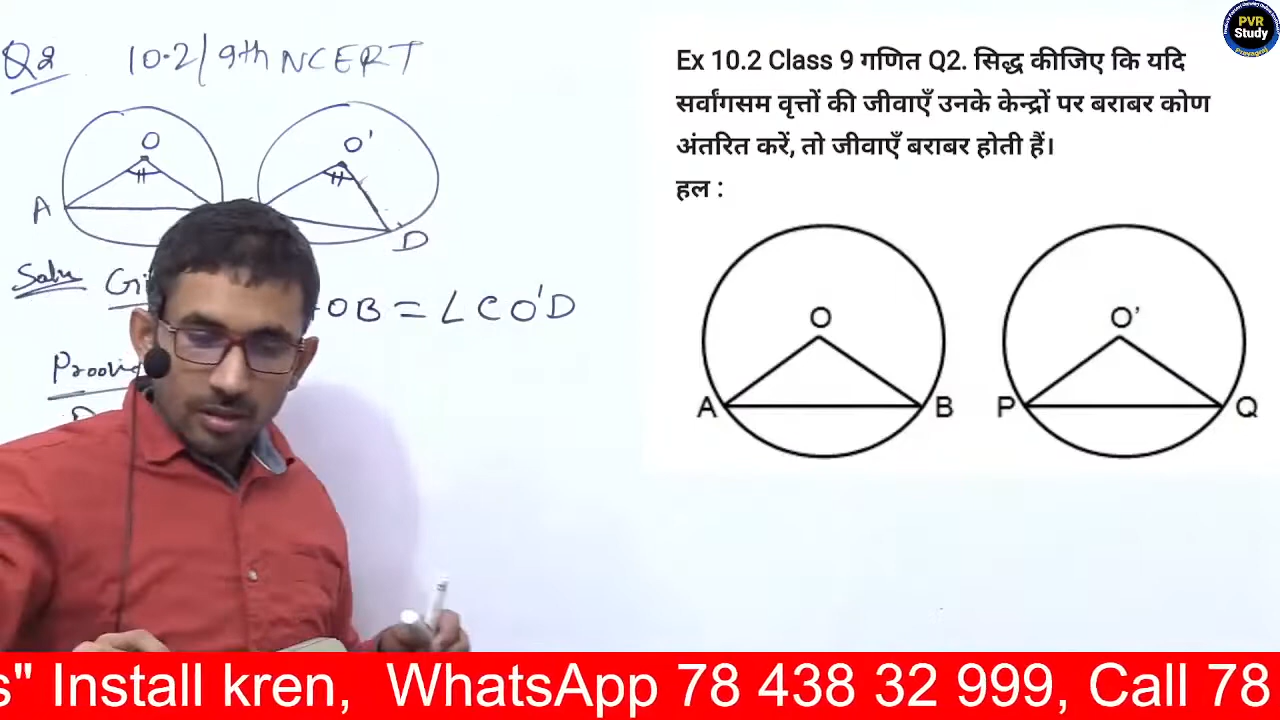 Q2 10.2/9th NCERT
O
O'
A
D
Soln
OB = ∠CO'D
PVR
Study
Ex 10.2 Class 9 गणित Q2. सिद्ध कीजिए कि यदि
सर्वांगसम वृत्तों की जीवाएँ उनके केन्द्रों पर बराबर कोण
अंतरित करें, तो जीवाएँ बराबर होती हैं।
हल :
O
O'
A
B
P
Q
s" Install kren, WhatsApp 78 438 32 999, Call 78